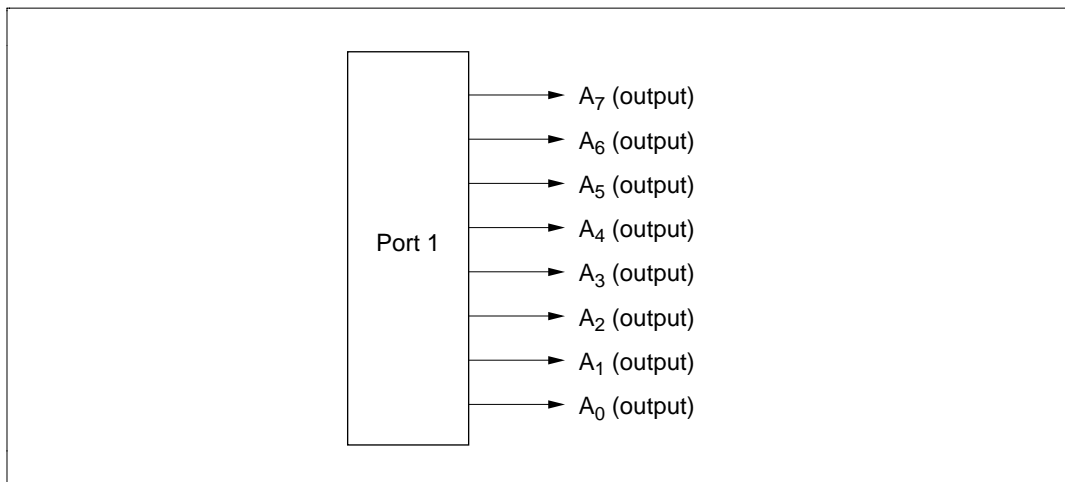 A7 (output)
A6 (output)
A5 (output)
A4 (output)
Port 1
A3 (output)
A2 (output)
A1 (output)
A0 (output)